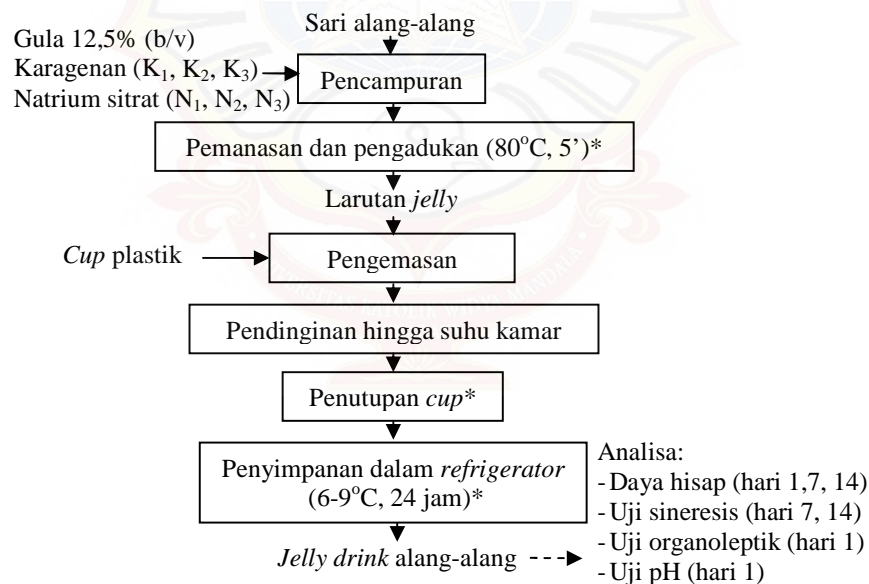 Sari alang-alang
Gula 12,5% (b/v)
Karagenan (K₁, K₂, K₃)
Natrium sitrat (N₁, N₂, N₃)
Pencampuran
Pemanasan dan pengadukan (80°C, 5’)*
Larutan jelly
Cup plastik
Pengemasan
Pendinginan hingga suhu kamar
Penutupan cup*
Penyimpanan dalam refrigerator
(6-9°C, 24 jam)*
Jelly drink alang-alang
Analisa:
- Daya hisap (hari 1,7, 14)
- Uji sineresis (hari 7, 14)
- Uji organoleptik (hari 1)
- Uji pH (hari 1)